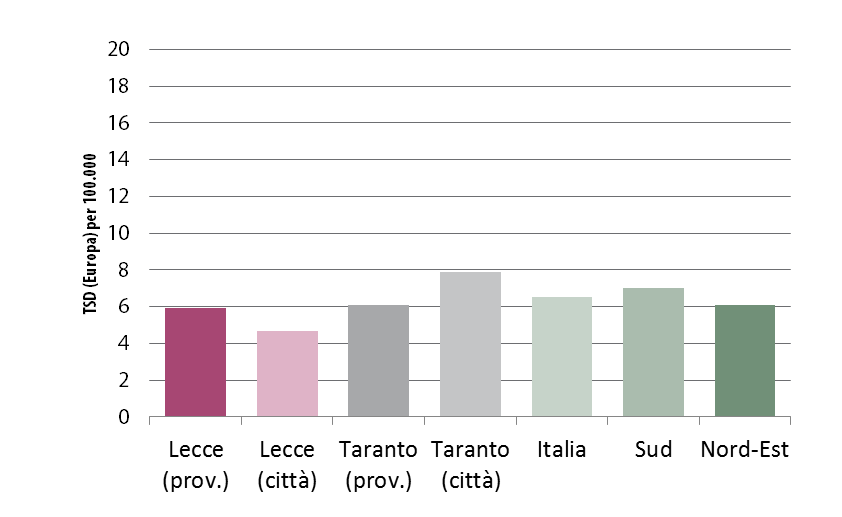 TSD (Europa) per 100.000
20
18
16
14
12
10
8
6
4
2
0
Lecce
(prov.)
Lecce
(città)
Taranto
(prov.)
Taranto
(città)
Italia
Sud
Nord-Est